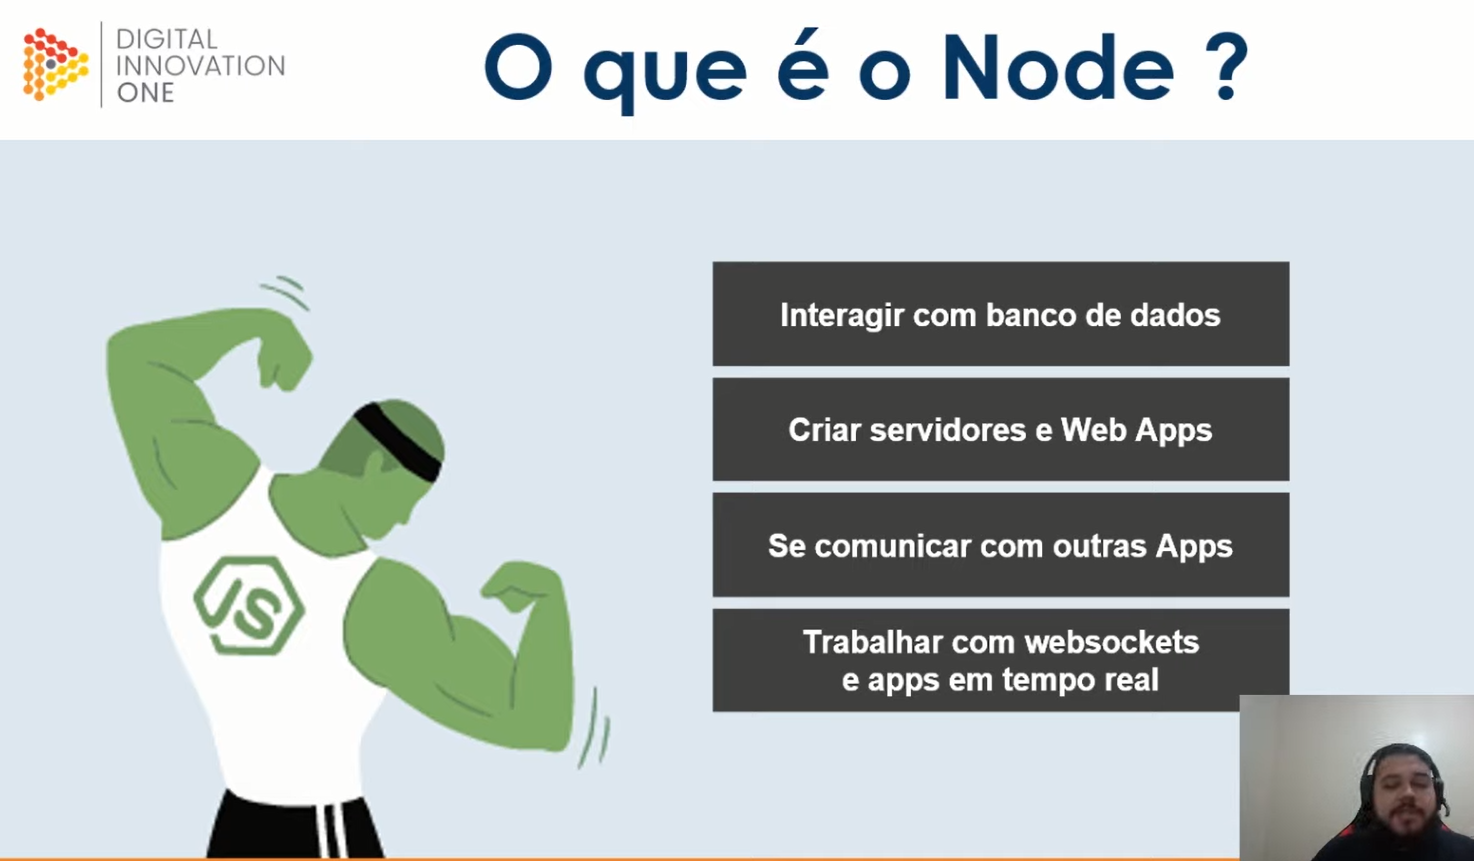 DIGITAL
INNOVATION
ONE
O que é o Node ?
Interagir com banco de dados
Criar servidores e Web Apps
Se comunicar com outras Apps
Trabalhar com websockets
e apps em tempo real
JS